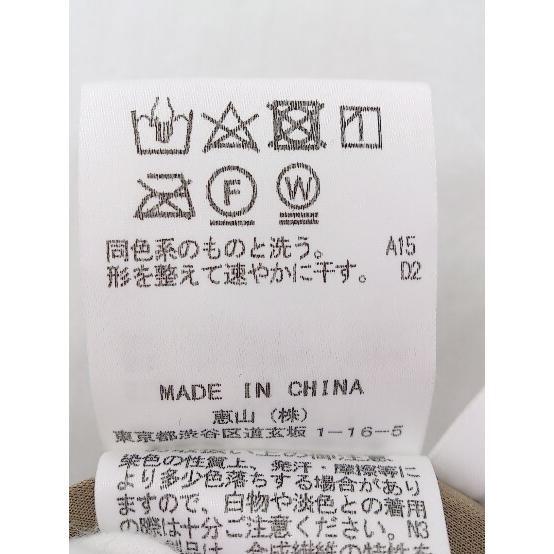 F W
同色系のものと洗う。 A15
形を整えて速やかに干す。 D2
MADE IN CHINA
恵山(株)
東京都渋谷区道玄坂 1-16-5
染色の性質上、発汗・摩擦等に
より多少色落ちする場合があり
ますので、白物や淡色との着用
の際は十分ご注意ください。N3